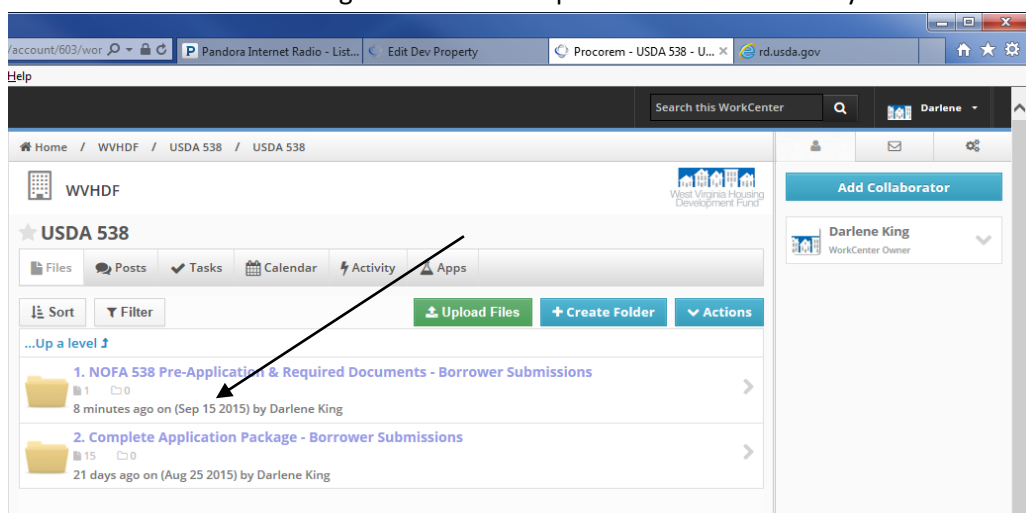 /account/603/wor
Pandora Internet Radio - List...
Edit Dev Property
Procorem - USDA 538 - U... ×
rd.usda.gov
Help
Search this WorkCenter
Darlene
Home / WVHDF / USDA 538 / USDA 538
WVHDF
West Virginia Housing
Development Fund
USDA 538
Files Posts Tasks Calendar Activity Apps
Sort Filter Upload Files + Create Folder Actions
...Up a level
1. NOFA 538 Pre-Application & Required Documents - Borrower Submissions
1 0
8 minutes ago on (Sep 15 2015) by Darlene King
2. Complete Application Package - Borrower Submissions
15 0
21 days ago on (Aug 25 2015) by Darlene King
Add Collaborator
Darlene King
WorkCenter Owner